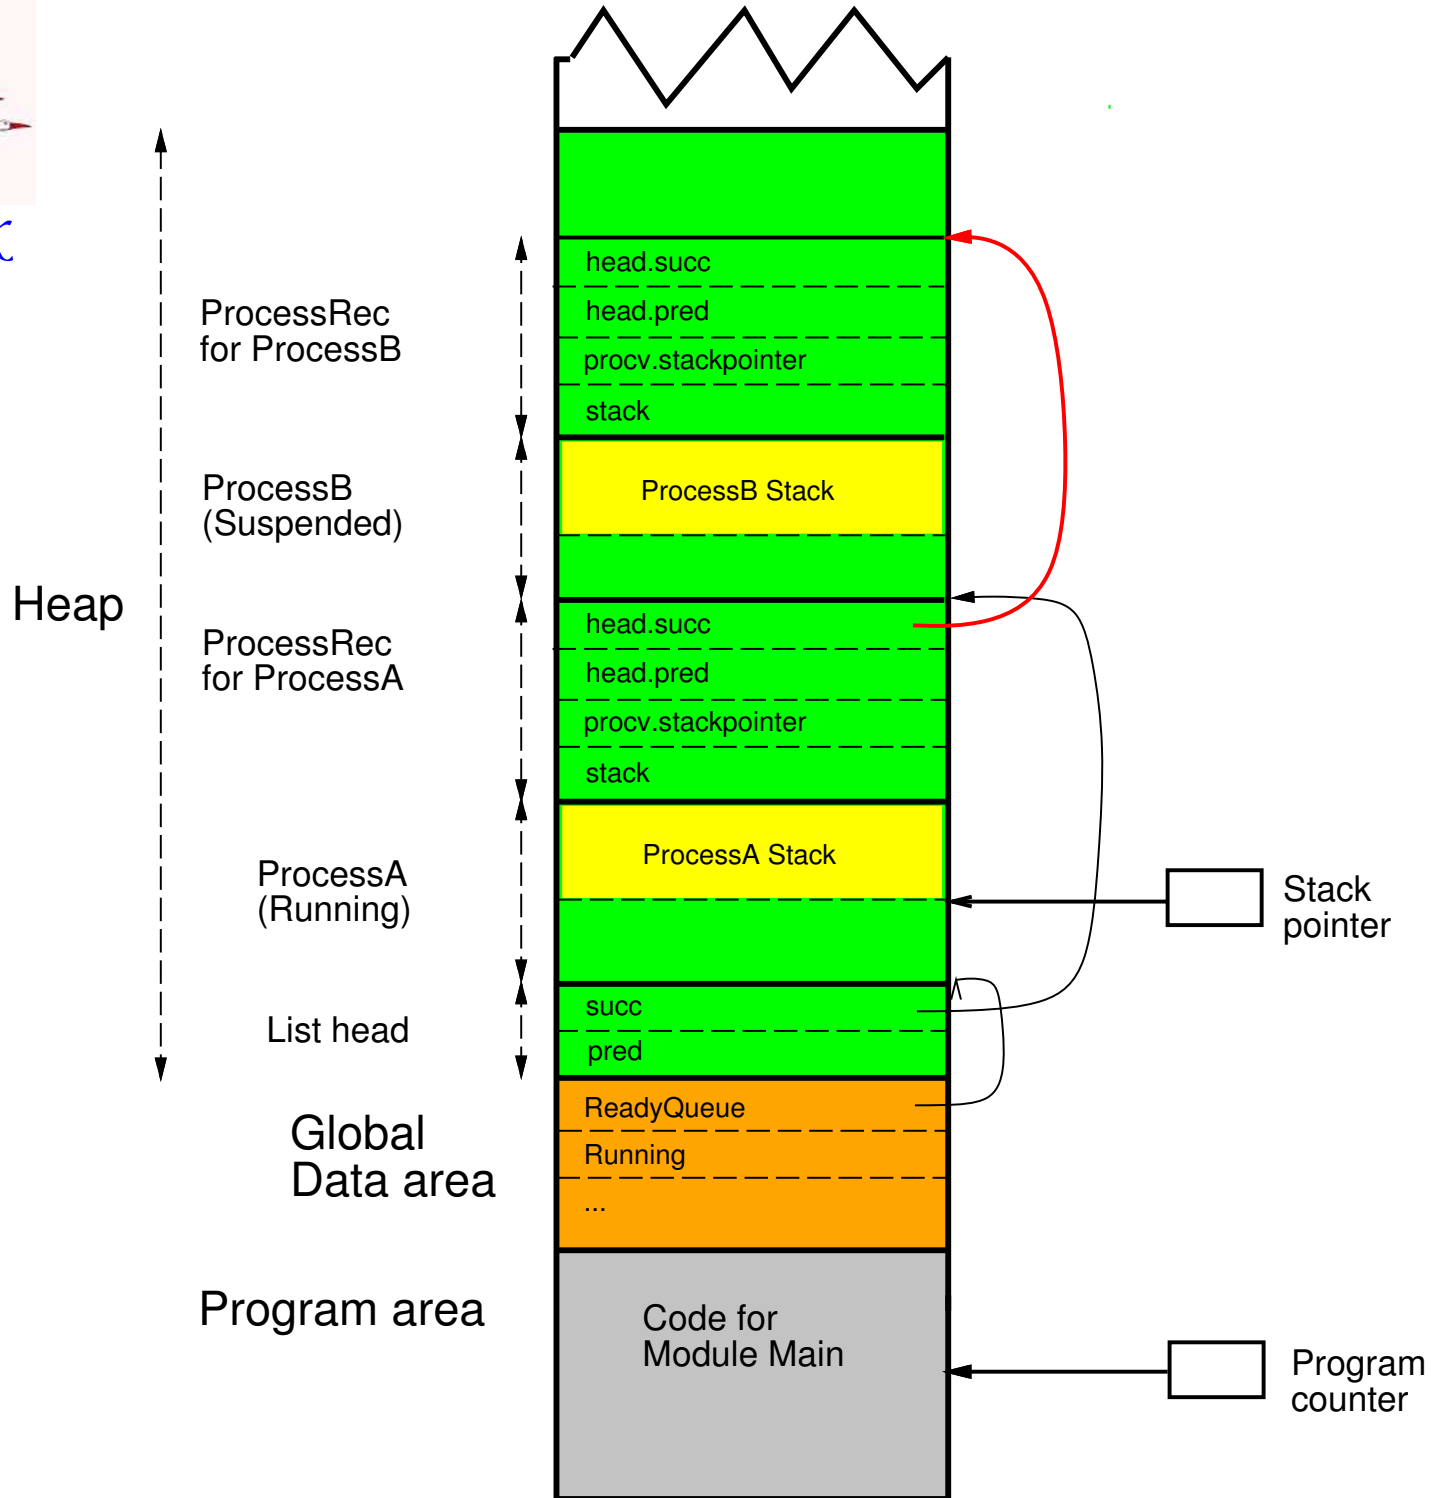 head.succ
head.pred
procv.stackpointer
stack
ProcessRec
for ProcessB
ProcessB Stack
ProcessB
(Suspended)
Heap
head.succ
head.pred
procv.stackpointer
stack
ProcessRec
for ProcessA
ProcessA Stack
ProcessA
(Running)
Stack
pointer
succ
pred
List head
ReadyQueue
Running
...
Global
Data area
Program area
Code for
Module Main
Program
counter